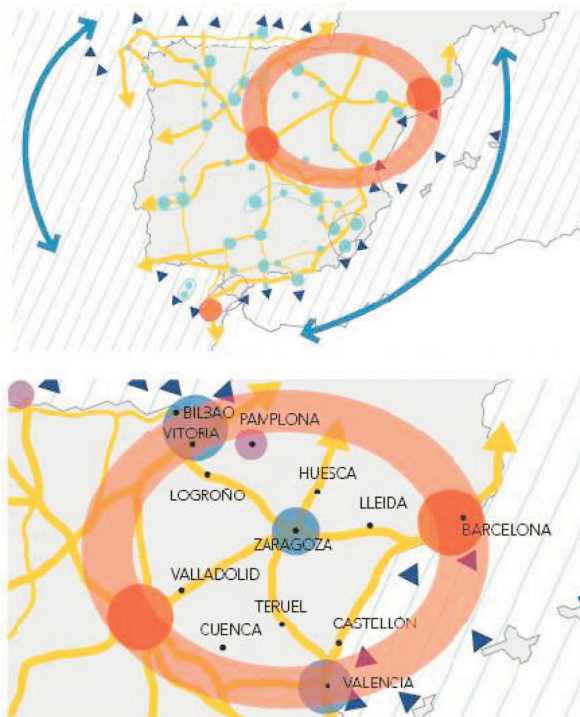 BILBAO
VITORIA
PAMPLONA
LOGROÑO
HUESCA
LLEIDA
BARCELONA
ZARAGOZA
VALLADOLID
TERUEL
CUENCA
CASTELLÓN
VALENCIA